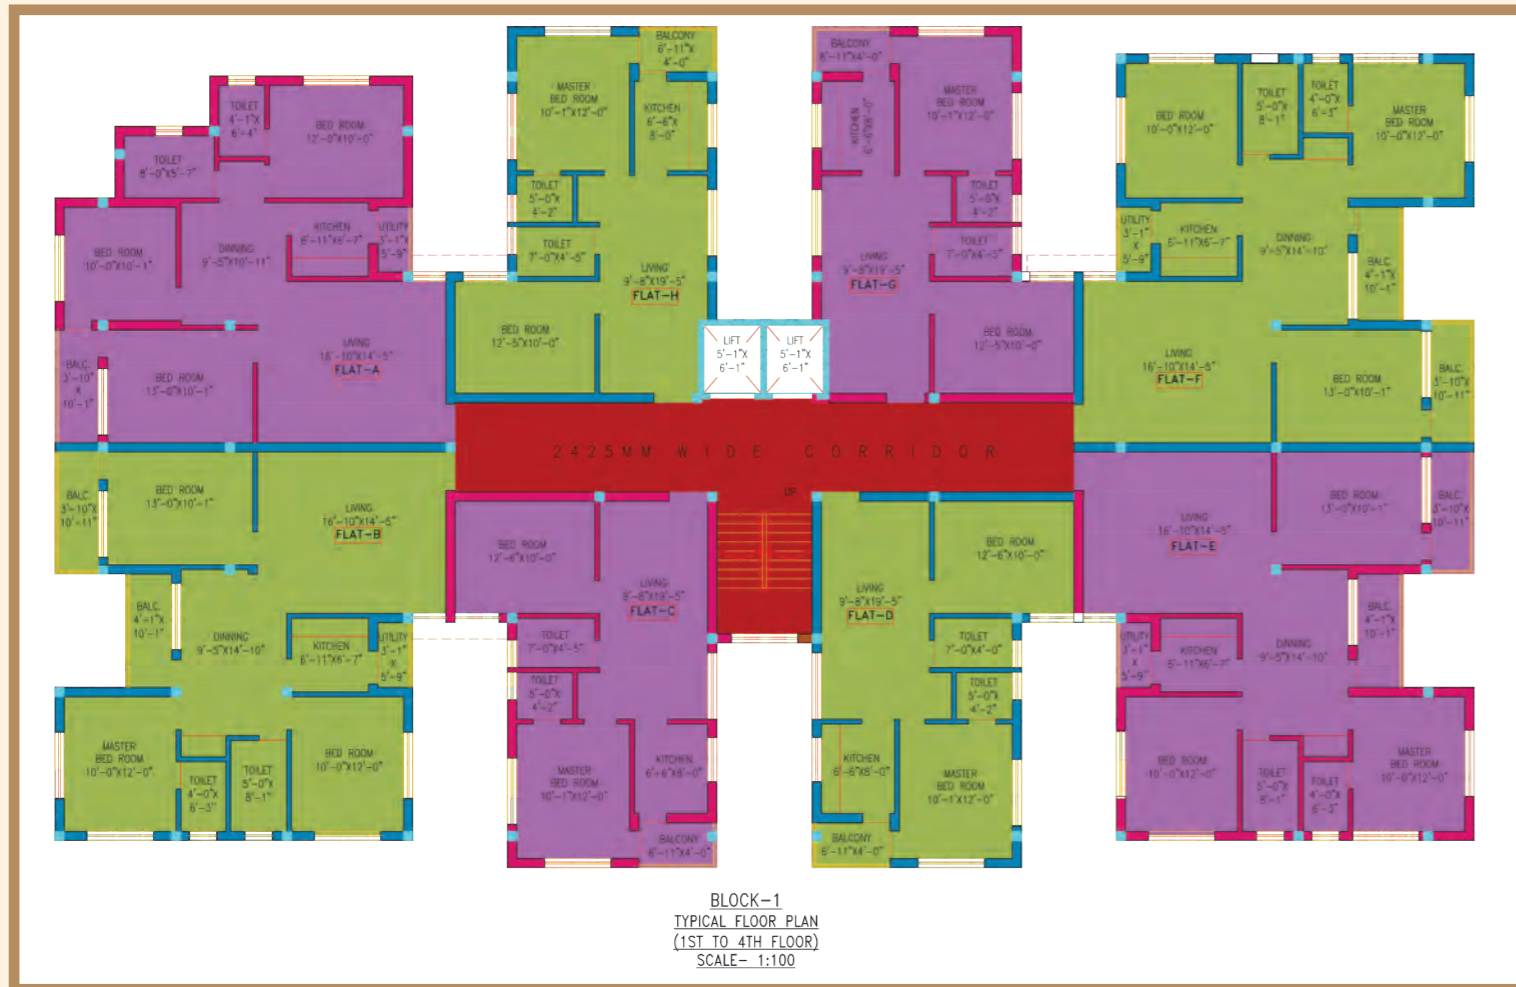 TOILET
4'-1"X
6'-4"
BED ROOM
12'-0"X10'-0"
TOILET
8'-0"X5'-7"
BED ROOM
10'-0"X10'-1"
DINNING
9'-5"X10'-11"
KITCHEN
6'-11"X6'-7"
UTILITY
3'-1"X
5'-9"
LIVING
16'-10"X14'-5"
FLAT-A
BALC.
3'-10"
X
10'-1"
BED ROOM
13'-0"X10'-1"
BALCONY
6'-11"X
4'-0"
MASTER
BED ROOM
10'-1"X12'-0"
KITCHEN
6'-6"X
8'-0"
TOILET
5'-0"X
4'-2"
TOILET
7'-0"X4'-5"
LIVING
9'-8"X19'-5"
FLAT-H
BED ROOM
12'-5"X10'-0"
LIFT
5'-1"X
6'-1"
LIFT
5'-1"X
6'-1"
BALCONY
6'-11"X4'-0"
MASTER
BED ROOM
10'-1"X12'-0"
KITCHEN
6'-6"X8'-0"
TOILET
5'-0"X
4'-2"
TOILET
7'-0"X4'-5"
LIVING
9'-8"X19'-5"
FLAT-G
BED ROOM
12'-5"X10'-0"
BED ROOM
10'-0"X12'-0"
TOILET
5'-0"X
8'-1"
TOILET
4'-0"X
6'-3"
MASTER
BED ROOM
10'-0"X12'-0"
UTILITY
3'-1"
X
5'-9"
KITCHEN
6'-11"X6'-7"
DINNING
9'-5"X14'-10"
BALC.
4'-1"X
10'-1"
LIVING
16'-10"X14'-5"
FLAT-F
BED ROOM
13'-0"X10'-1"
BALC.
3'-10"X
10'-11"
2425MM WIDE CORRIDOR
UP
BALC.
3'-10"X
10'-11"
BED ROOM
13'-0"X10'-1"
LIVING
16'-10"X14'-5"
FLAT-B
BALC.
4'-1"X
10'-1"
DINNING
9'-5"X14'-10"
KITCHEN
6'-11"X6'-7"
UTILITY
3'-1"
X
5'-9"
MASTER
BED ROOM
10'-0"X12'-0"
TOILET
4'-0"X
6'-3"
TOILET
5'-0"X
8'-1"
BED ROOM
10'-0"X12'-0"
BED ROOM
12'-6"X10'-0"
LIVING
9'-8"X19'-5"
FLAT-C
TOILET
7'-0"X4'-5"
TOILET
5'-0"X
4'-2"
MASTER
BED ROOM
10'-1"X12'-0"
KITCHEN
6'-6"X8'-0"
BALCONY
6'-11"X4'-0"
LIVING
9'-8"X19'-5"
FLAT-D
BED ROOM
12'-6"X10'-0"
TOILET
7'-0"X4'-0"
TOILET
5'-0"X
4'-2"
KITCHEN
6'-6"X8'-0"
MASTER
BED ROOM
10'-1"X12'-0"
BALCONY
6'-11"X4'-0"
LIVING
16'-10"X14'-5"
FLAT-E
BED ROOM
13'-0"X10'-1"
BALC.
3'-10"X
10'-11"
BALC.
4'-1"X
10'-1"
UTILITY
3'-1"
X
5'-9"
KITCHEN
6'-11"X6'-7"
DINNING
9'-5"X14'-10"
BED ROOM
10'-0"X12'-0"
TOILET
5'-0"X
8'-1"
TOILET
4'-0"X
6'-3"
MASTER
BED ROOM
10'-0"X12'-0"
BLOCK-1
TYPICAL FLOOR PLAN
(1ST TO 4TH FLOOR)
SCALE- 1:100